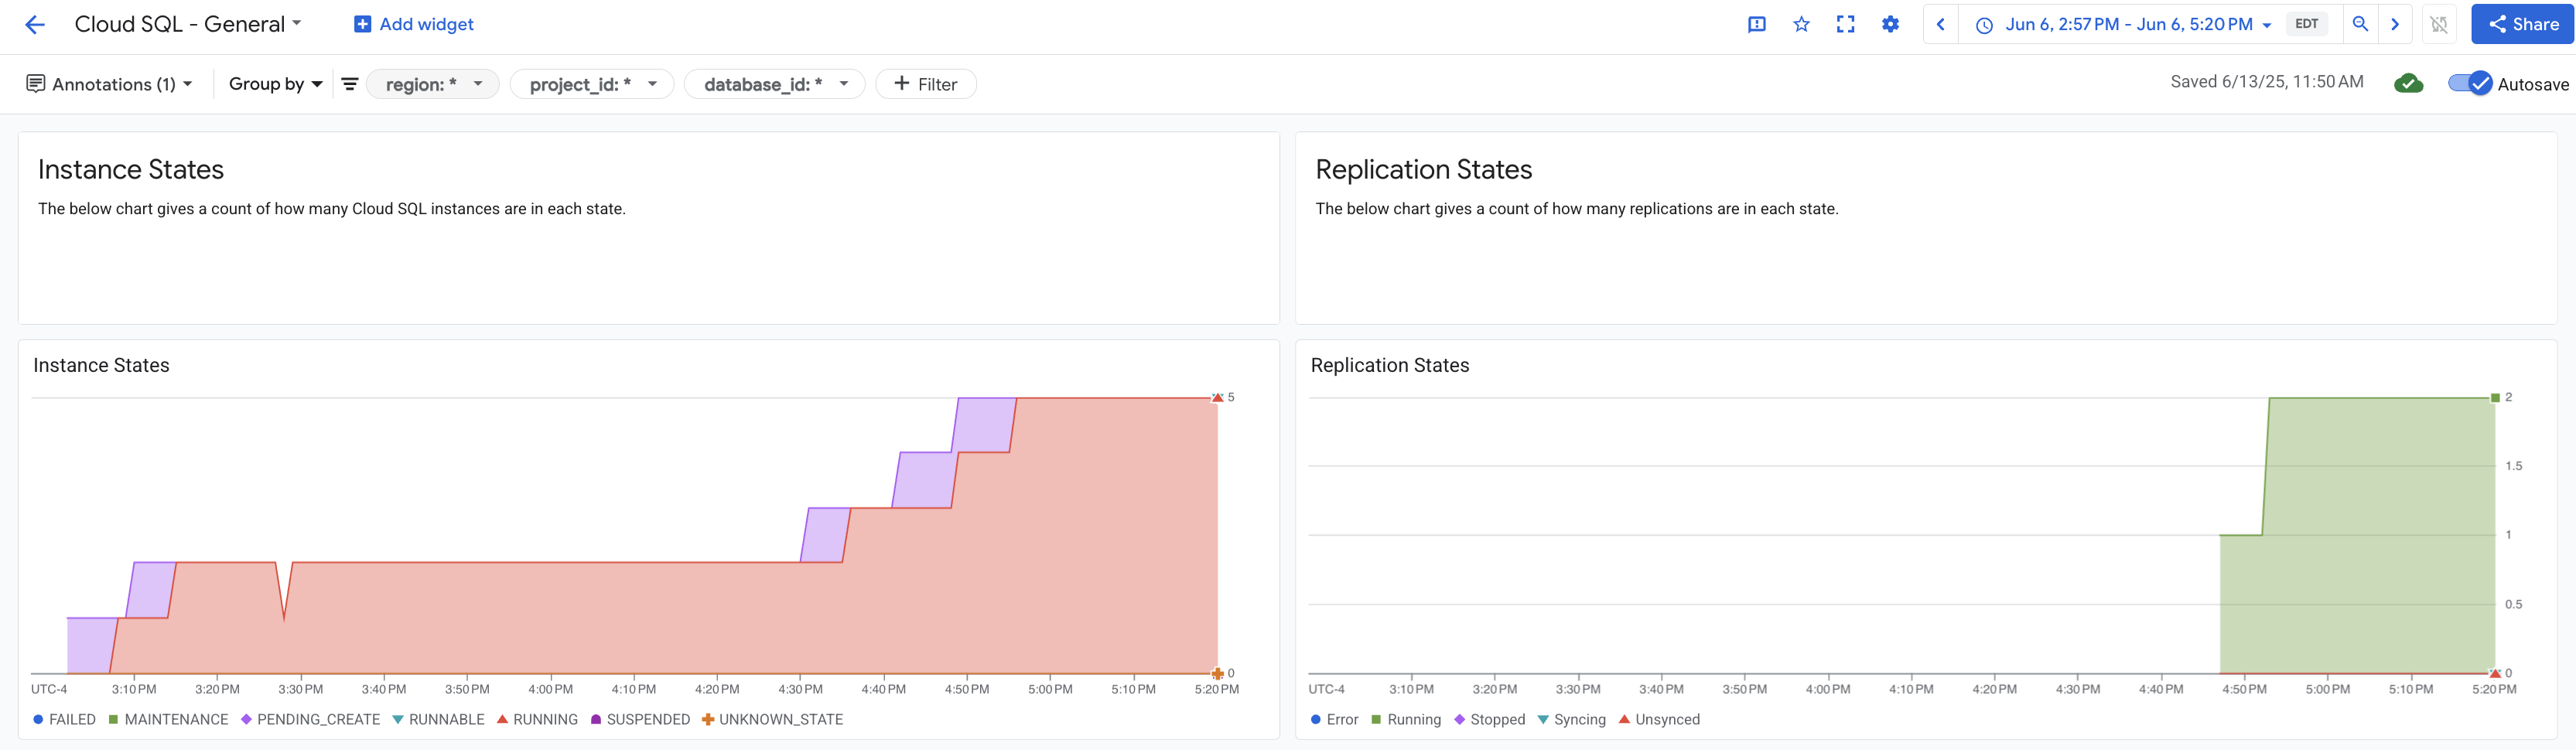 Cloud SQL - General
Add widget
Jun 6, 2:57 PM - Jun 6, 5:20 PM
EDT
Share
Annotations (1)
Group by
region: *
project_id: *
database_id: *
Filter
Saved 6/13/25, 11:50 AM
Autosave
Instance States
The below chart gives a count of how many Cloud SQL instances are in each state.
Replication States
The below chart gives a count of how many replications are in each state.
Instance States
5
0
UTC-4 3:10 PM 3:20 PM 3:30 PM 3:40 PM 3:50 PM 4:00 PM 4:10 PM 4:20 PM 4:30 PM 4:40 PM 4:50 PM 5:00 PM 5:10 PM 5:20 PM
FAILED MAINTENANCE PENDING_CREATE RUNNABLE RUNNING SUSPENDED UNKNOWN_STATE
Replication States
2
1.5
1
0.5
0
UTC-4 3:10 PM 3:20 PM 3:30 PM 3:40 PM 3:50 PM 4:00 PM 4:10 PM 4:20 PM 4:30 PM 4:40 PM 4:50 PM 5:00 PM 5:10 PM 5:20 PM
Error Running Stopped Syncing Unsynced